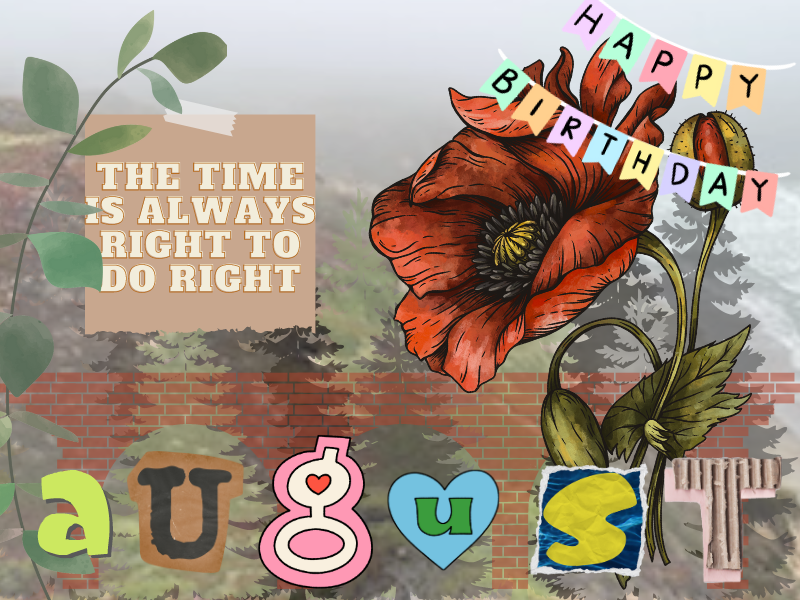 HAPPY
BIRTHDAY
THE TIME
IS ALWAYS
RIGHT TO
DO RIGHT
aUguST